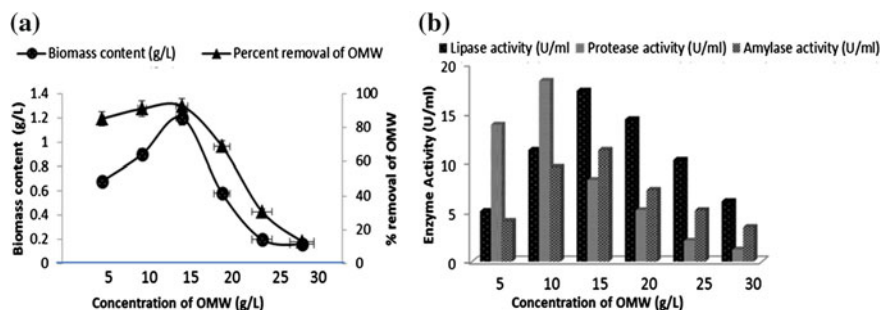 (a)
Biomass content (g/L) Percent removal of OMW
1.4
1.2
1
0.8
0.6
0.4
0.2
0
Biomass content (g/L)
100
80
60
40
20
0
% removal of OMW
5 10 15 20 25 30
Concentration of OMW (g/L)
(b)
Lipase activity (U/ml Protease activity (U/ml) Amylase activity (U/ml)
20
15
10
5
0
Enzyme Activity (U/ml)
5 10 15 20 25 30
Concentration of OMW (g/L)